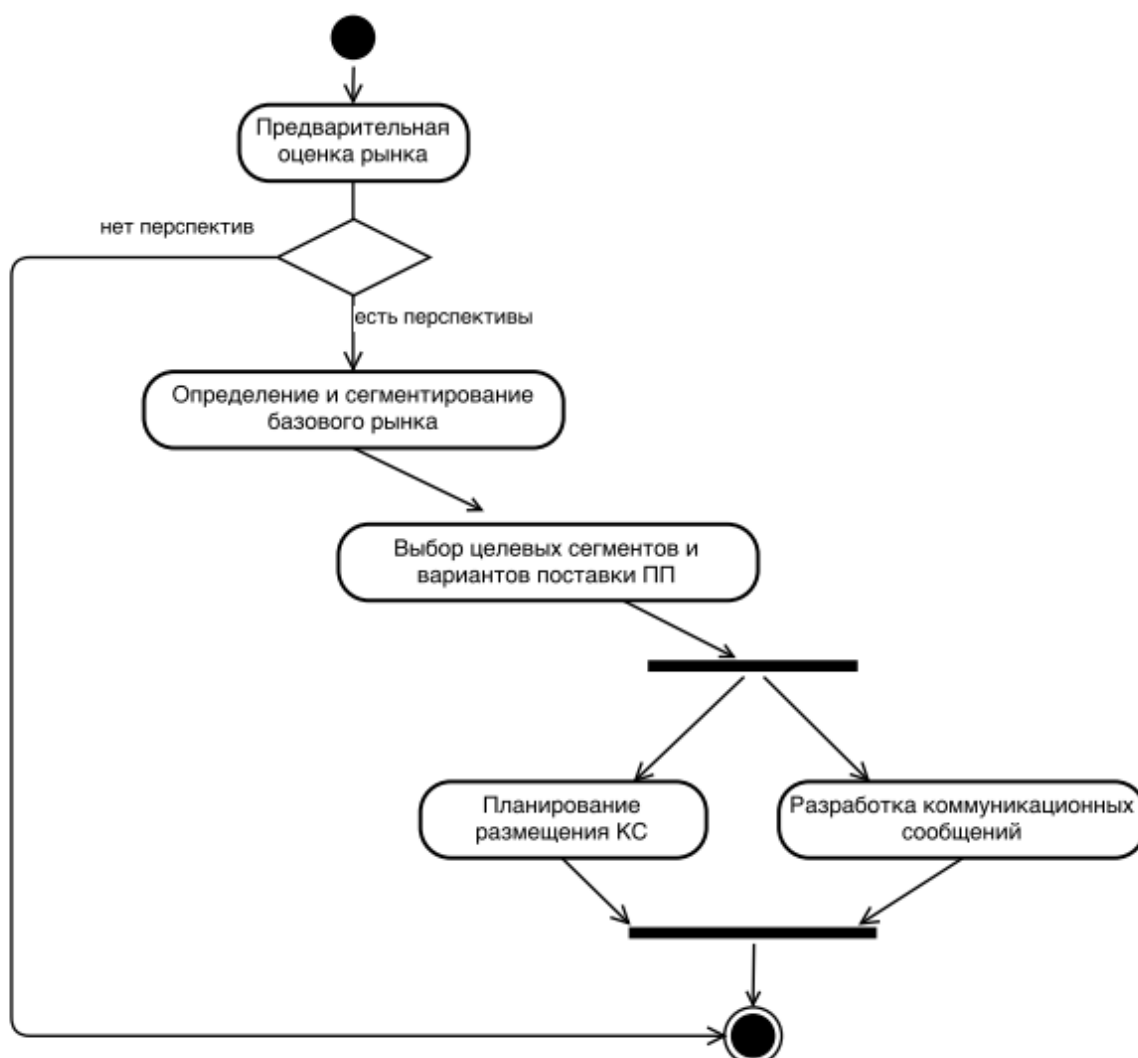 Предварительная
оценка рынка
нет перспектив
есть перспективы
Определение и сегментирование
базового рынка
Выбор целевых сегментов и
вариантов поставки ПП
Планирование
размещения КС
Разработка коммуникационных
сообщений